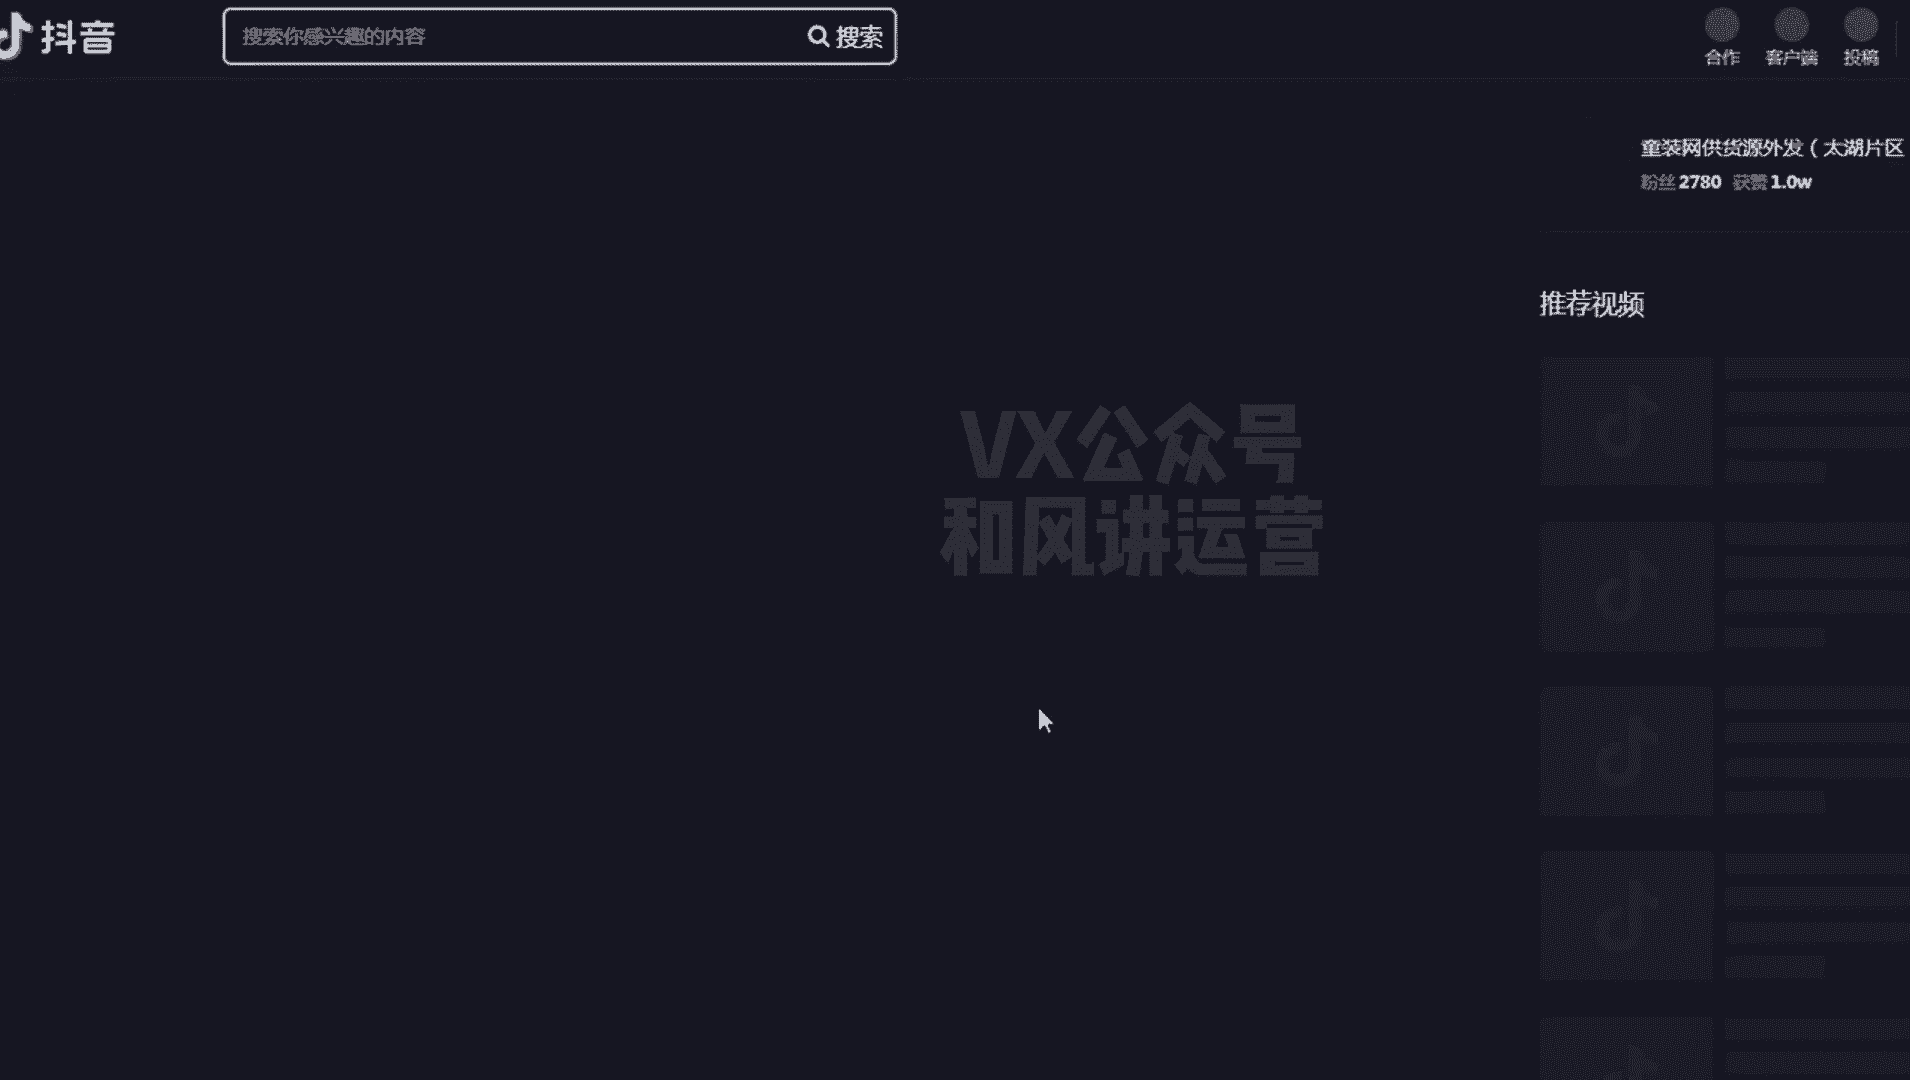 抖音
搜索你感兴趣的内容
搜索
合作
客户端
投稿
童装网供货源外发（太湖片区
粉丝 2780 获赞 1.0w
推荐视频
VX公众号
和风讲运营